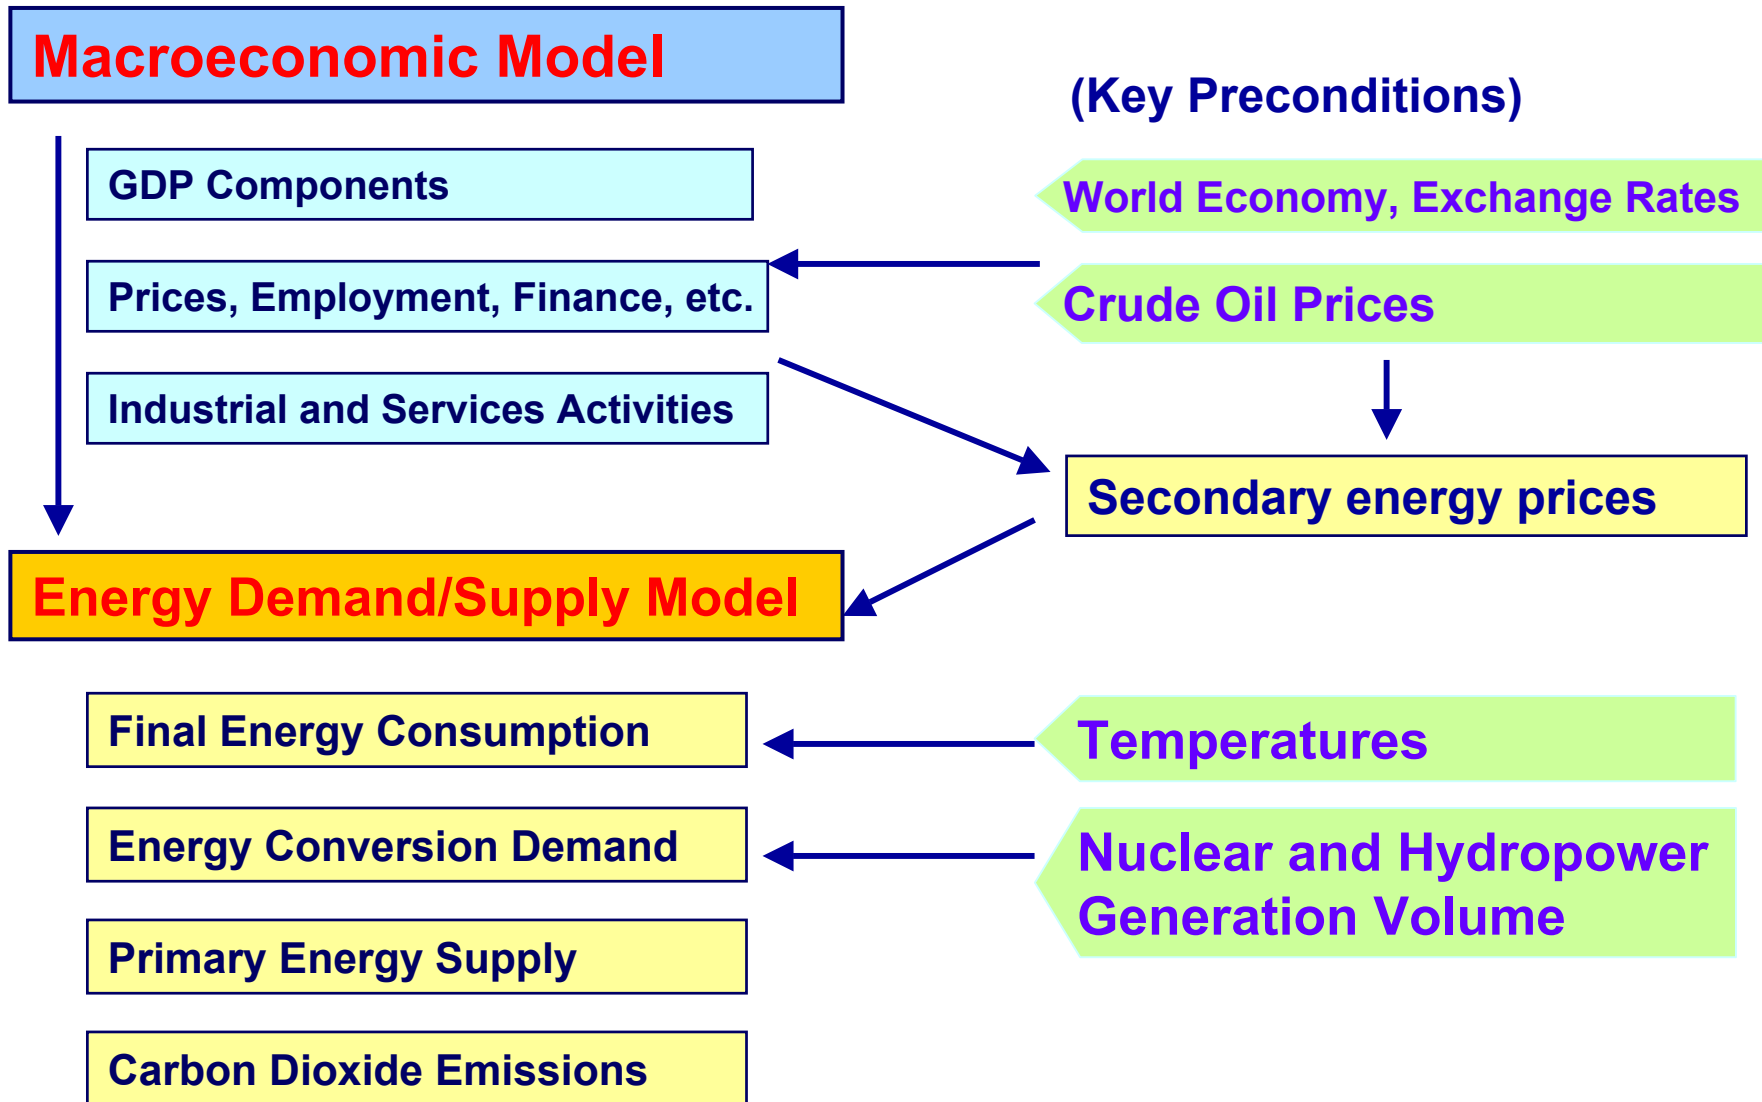 Macroeconomic Model
(Key Preconditions)
GDP Components
World Economy, Exchange Rates
Prices, Employment, Finance, etc.
Crude Oil Prices
Industrial and Services Activities
Secondary energy prices
Energy Demand/Supply Model
Final Energy Consumption
Temperatures
Energy Conversion Demand
Nuclear and Hydropower
Generation Volume
Primary Energy Supply
Carbon Dioxide Emissions